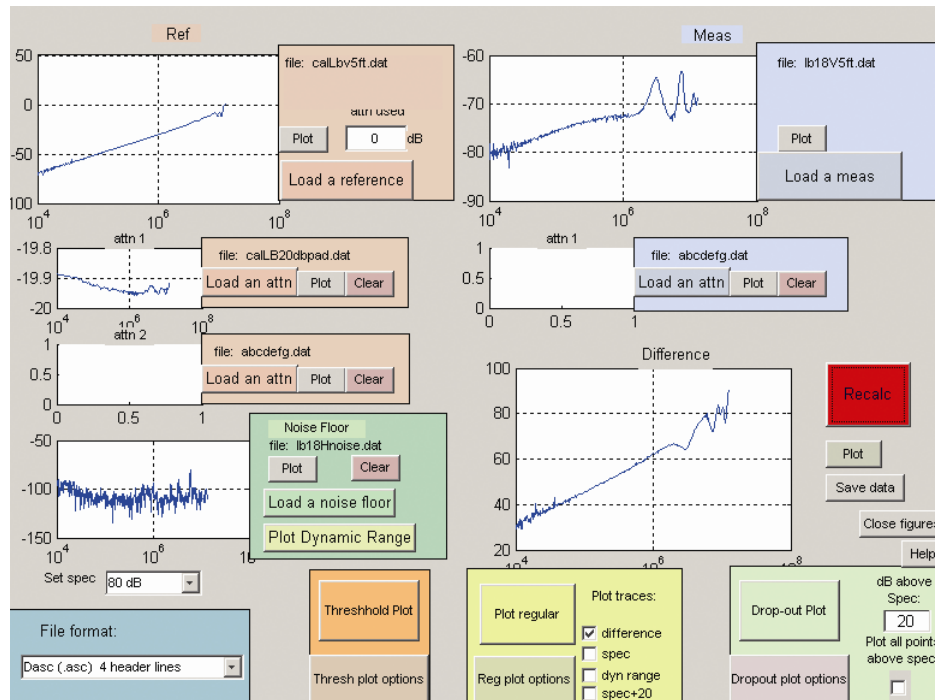 Ref
50
0
-50
100
10^4
10^6
10^8
file: calLbv5ft.dat
attn used
Plot
0
dB
Load a reference
Meas
-60
-70
-80
-90
10^4
10^6
10^8
file: lb18V5ft.dat
Plot
Load a meas
attn 1
-19.8
-19.9
-20
10^4
10^6
10^8
file: calLB20dbpad.dat
Load an attn
Plot
Clear
attn 1
1
0.5
0
0
0.5
1
file: abcdefg.dat
Load an attn
Plot
Clear
attn 2
1
0.5
0
0
0.5
1
file: abcdefg.dat
Load an attn
Plot
Clear
Difference
100
80
60
40
20
10^4
10^6
10^8
Recalc
Plot
Save data
Close figures
Help
-50
-100
-150
10^4
10^6
10
Noise Floor
file: lb18Hnoise.dat
Plot
Clear
Load a noise floor
Plot Dynamic Range
Set spec
80 dB
File format:
Dasc (.asc) 4 header lines
Threshhold Plot
Thresh plot options
Plot regular
Reg plot options
Plot traces:
difference
spec
dyn range
spec+20
Drop-out Plot
Dropout plot options
dB above
Spec:
20
Plot all points
above spec